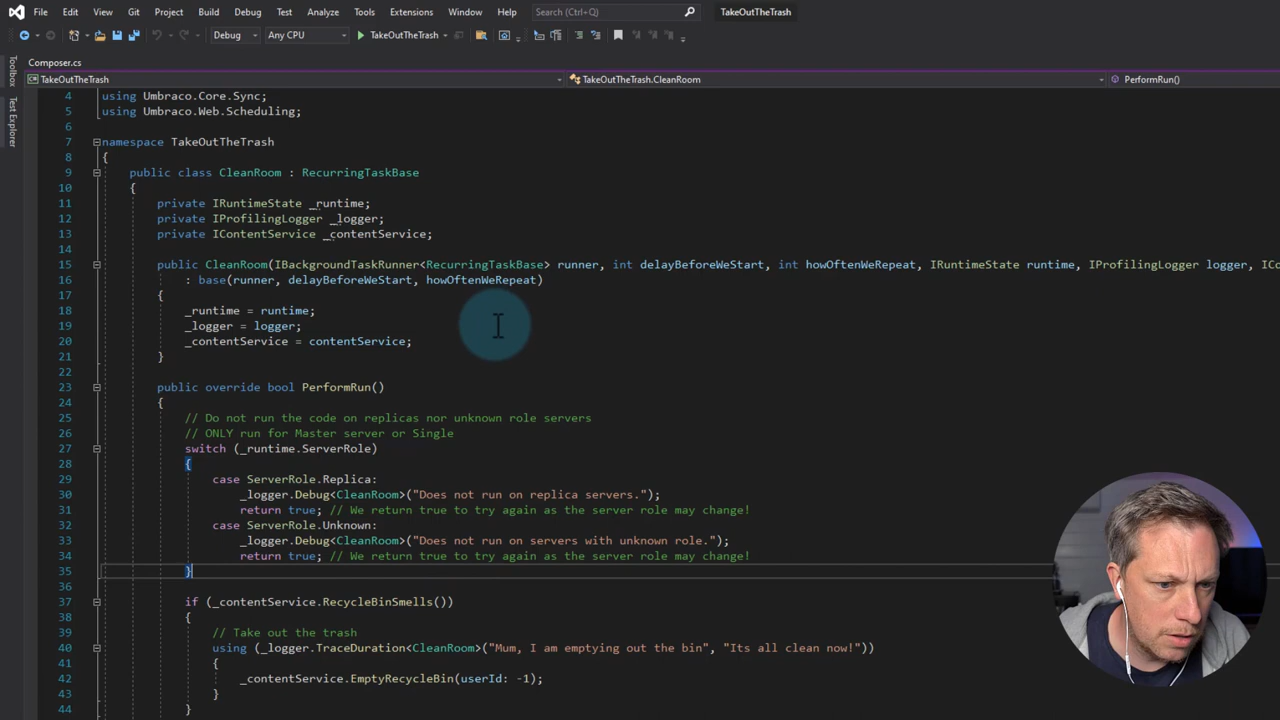 File Edit View Git Project Build Debug Test Analyze Tools Extensions Window Help Search (Ctrl+Q) TakeOutTheTrash
Debug Any CPU TakeOutTheTrash
Toolbox
Test Explorer
Composer.cs
TakeOutTheTrash TakeOutTheTrash.CleanRoom PerformRun()
4 using Umbraco.Core.Sync;
5 using Umbraco.Web.Scheduling;
6
7 namespace TakeOutTheTrash
8 {
9 public class CleanRoom : RecurringTaskBase
10 {
11 private IRuntimeState _runtime;
12 private IProfilingLogger _logger;
13 private IContentService _contentService;
14
15 public CleanRoom(IBackgroundTaskRunner<RecurringTaskBase> runner, int delayBeforeWeStart, int howOftenWeRepeat, IRuntimeState runtime, IProfilingLogger logger, ICo
16 : base(runner, delayBeforeWeStart, howOftenWeRepeat)
17 {
18 _runtime = runtime;
19 _logger = logger;
20 _contentService = contentService;
21 }
22
23 public override bool PerformRun()
24 {
25 // Do not run the code on replicas nor unknown role servers
26 // ONLY run for Master server or Single
27 switch (_runtime.ServerRole)
28 {
29 case ServerRole.Replica:
30 _logger.Debug<CleanRoom>("Does not run on replica servers.");
31 return true; // We return true to try again as the server role may change!
32 case ServerRole.Unknown:
33 _logger.Debug<CleanRoom>("Does not run on servers with unknown role.");
34 return true; // We return true to try again as the server role may change!
35 }
36
37 if (_contentService.RecycleBinSmells())
38 {
39 // Take out the trash
40 using (_logger.TraceDuration<CleanRoom>("Mum, I am emptying out the bin", "Its all clean now!"))
41 {
42 _contentService.EmptyRecycleBin(userId: -1);
43 }
44 }